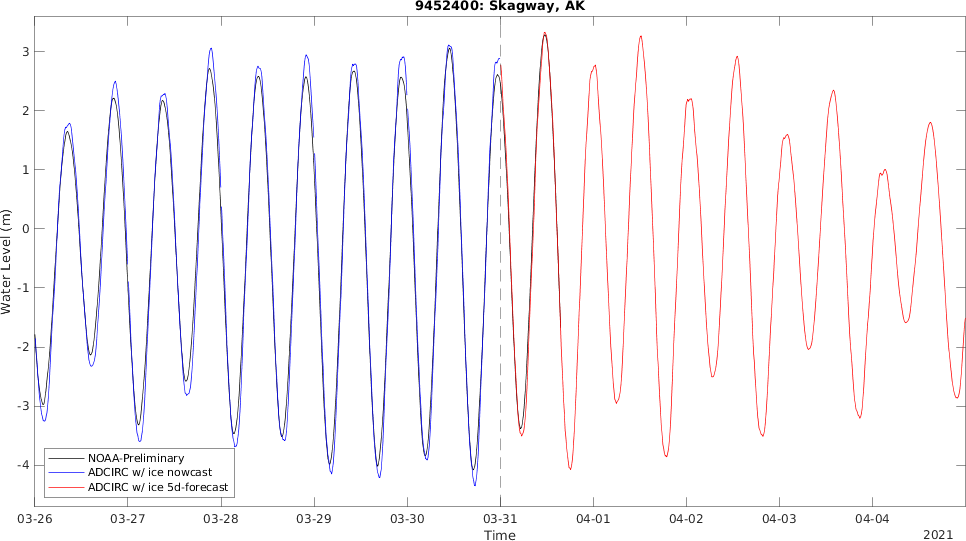 9452400: Skagway, AK
Water Level (m)
3
2
1
0
-1
-2
-3
-4
NOAA-Preliminary
ADCIRC w/ ice nowcast
ADCIRC w/ ice 5d-forecast
03-26 03-27 03-28 03-29 03-30 03-31 04-01 04-02 04-03 04-04
Time
2021